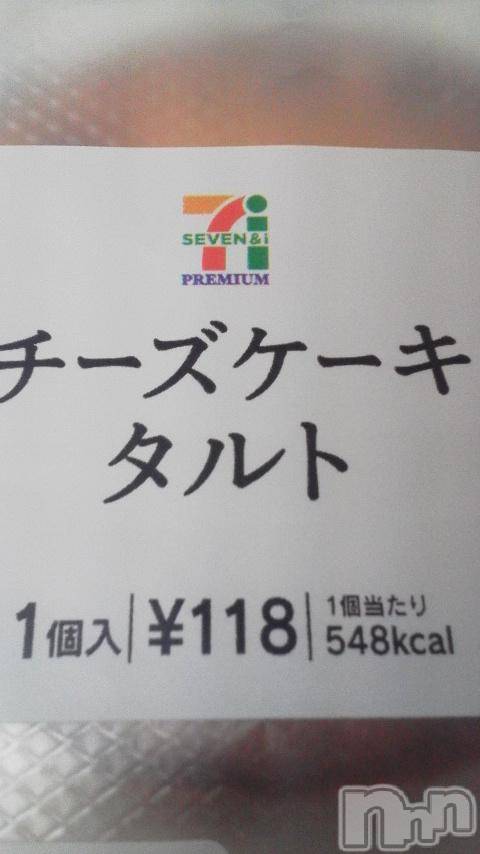 SEVEN&i
PREMIUM
チーズケーキ
タルト
1個入 ¥118 1個当たり
548kcal
nnn